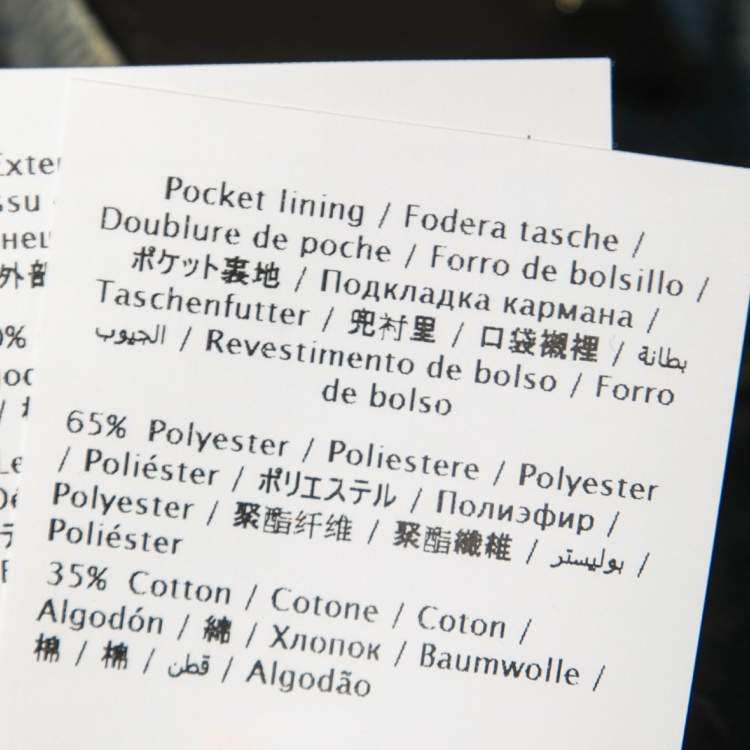 Pocket lining / Fodera tasche /
Doublure de poche / Forro de bolsillo /
ポケット裏地 / Подкладка кармана /
Taschenfutter / 兜衬里 / 口袋襯裡 / بطانة
الجيوب / Revestimento de bolso / Forro
de bolso
65% Polyester / Poliestere / Polyester
/ Poliéster / ポリエステル / Полиэфир /
Polyester / 聚酯纤维 / 聚酯纖維 / بوليستر /
Poliéster
35% Cotton / Cotone / Coton /
Algodón / 綿 / Хлопок / Baumwolle /
棉 / 棉 / قطن / Algodão